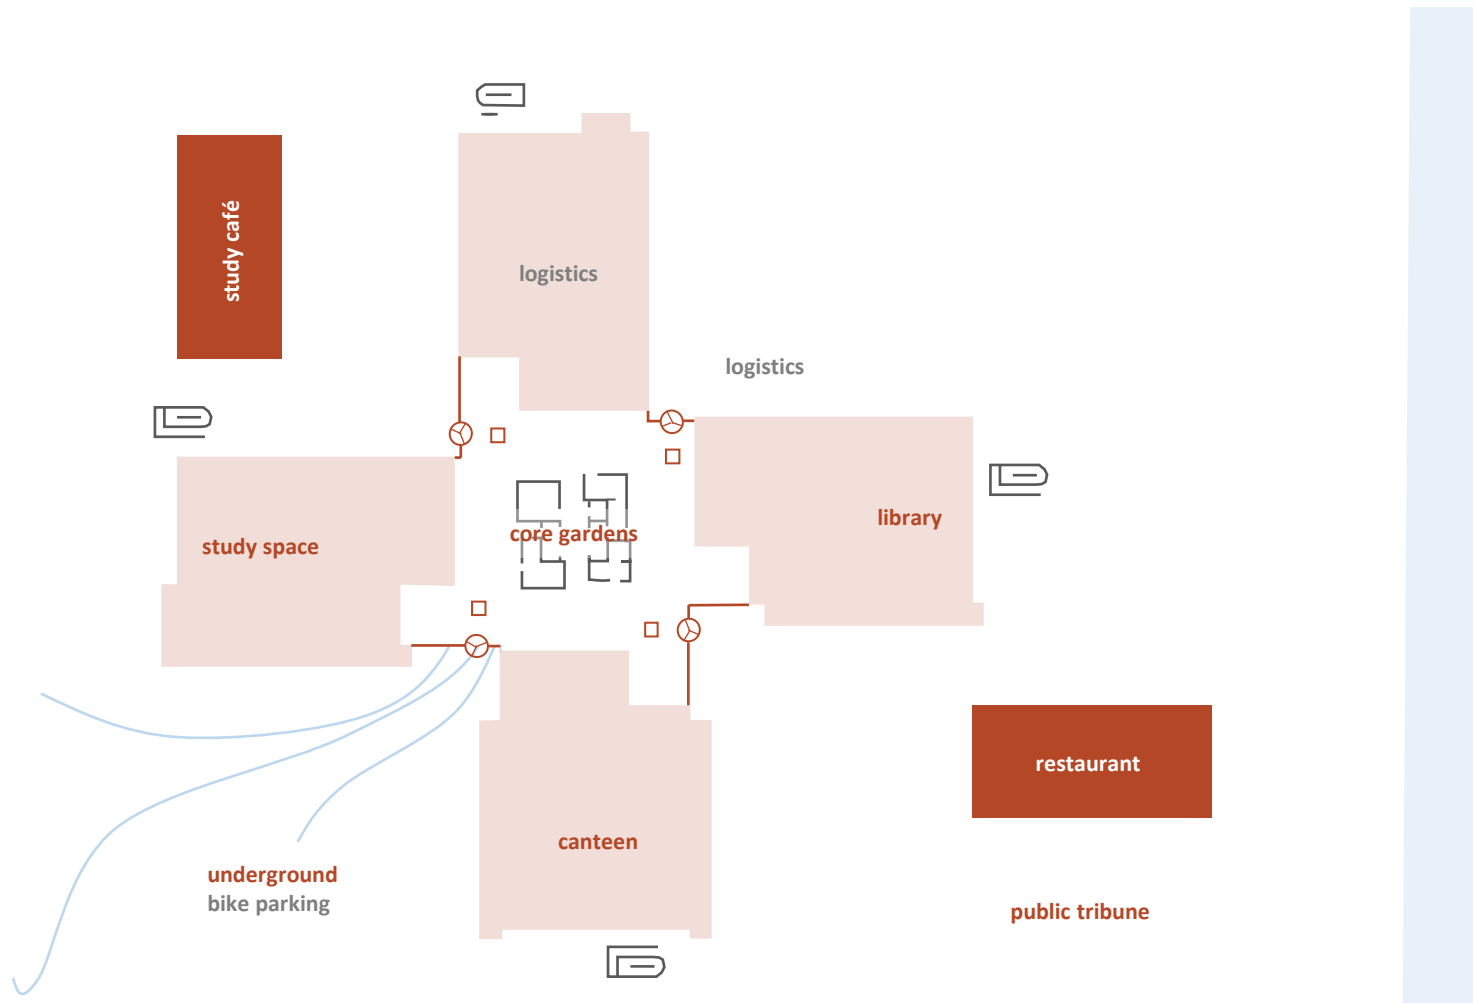 study café
logistics
logistics
library
core gardens
study space
restaurant
canteen
underground
bike parking
public tribune